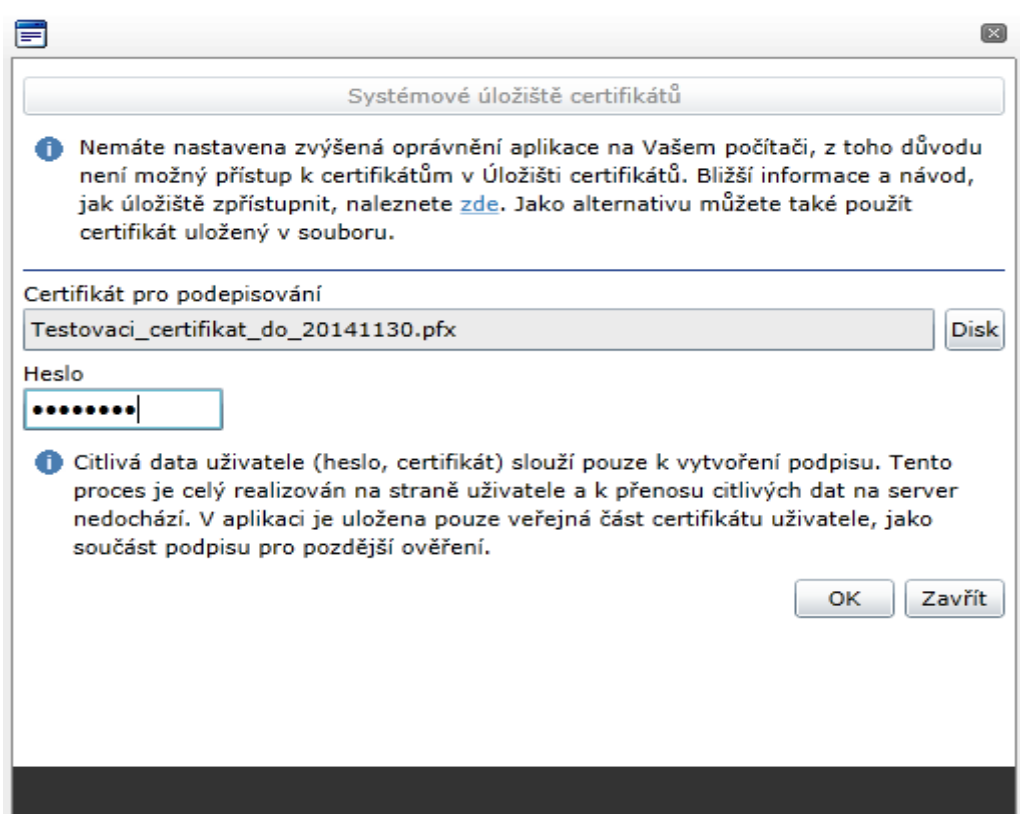 Systémové úložiště certifikátů
Nemáte nastavena zvýšená oprávnění aplikace na Vašem počítači, z toho důvodu
není možný přístup k certifikátům v Úložišti certifikátů. Bližší informace a návod,
jak úložiště zpřístupnit, naleznete zde. Jako alternativu můžete také použít
certifikát uložený v souboru.
Certifikát pro podepisování
Testovaci_certifikat_do_20141130.pfx Disk
Heslo
••••••••
Citlivá data uživatele (heslo, certifikát) slouží pouze k vytvoření podpisu. Tento
proces je celý realizován na straně uživatele a k přenosu citlivých dat na server
nedochází. V aplikaci je uložena pouze veřejná část certifikátu uživatele, jako
součást podpisu pro pozdější ověření.
OK Zavřít